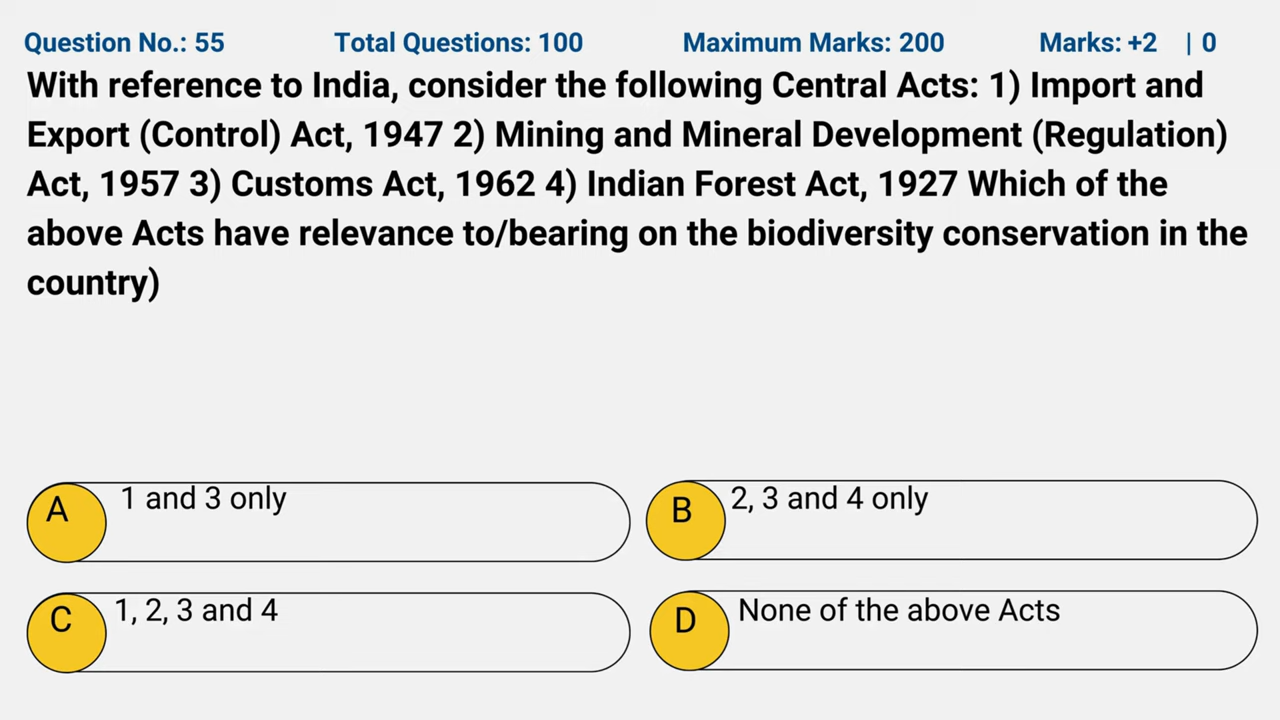 Question No.: 55 Total Questions: 100 Maximum Marks: 200 Marks: +2 | 0
With reference to India, consider the following Central Acts: 1) Import and
Export (Control) Act, 1947 2) Mining and Mineral Development (Regulation)
Act, 1957 3) Customs Act, 1962 4) Indian Forest Act, 1927 Which of the
above Acts have relevance to/bearing on the biodiversity conservation in the
country)
A 1 and 3 only
B 2, 3 and 4 only
C 1, 2, 3 and 4
D None of the above Acts